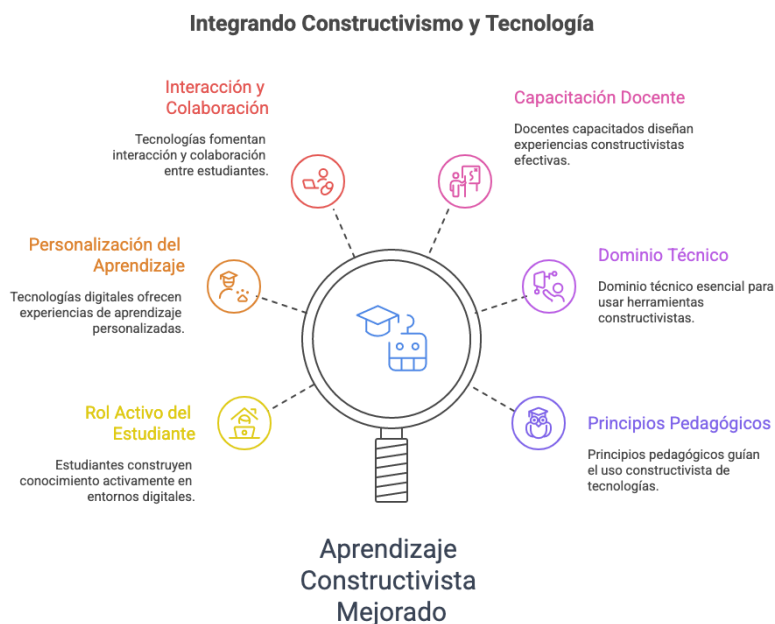 Integrando Constructivismo y Tecnología
Interacción y
Colaboración
Tecnologías fomentan
interacción y colaboración
entre estudiantes.
Capacitación Docente
Docentes capacitados diseñan
experiencias constructivistas
efectivas.
Personalización del
Aprendizaje
Tecnologías digitales ofrecen
experiencias de aprendizaje
personalizadas.
Dominio Técnico
Dominio técnico esencial para
usar herramientas
constructivistas.
Rol Activo del
Estudiante
Estudiantes construyen
conocimiento activamente en
entornos digitales.
Principios Pedagógicos
Principios pedagógicos guían
el uso constructivista de
tecnologías.
Aprendizaje
Constructivista
Mejorado